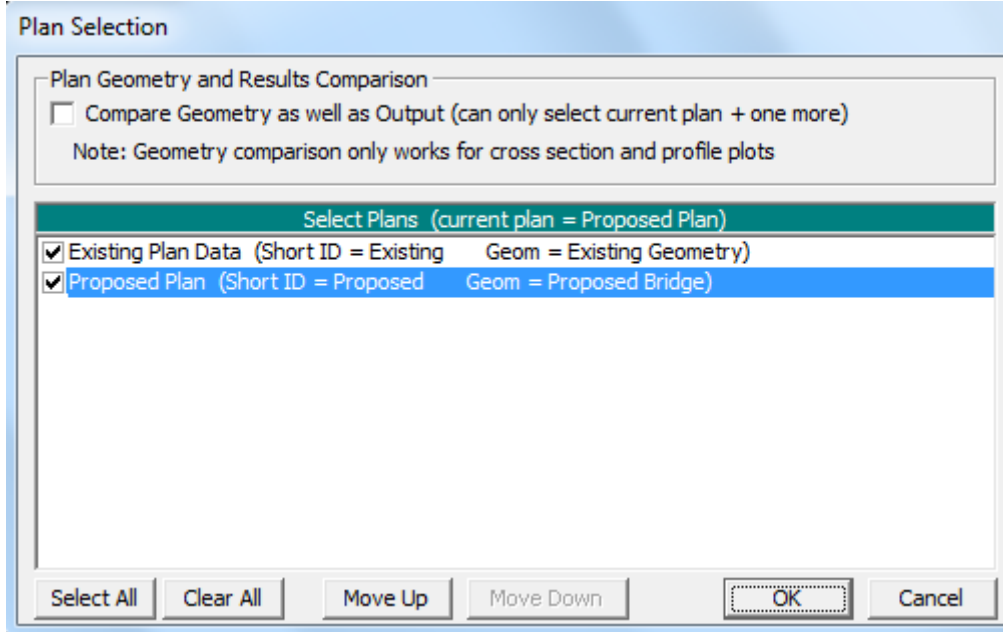 Plan Selection
Plan Geometry and Results Comparison
Compare Geometry as well as Output (can only select current plan + one more)
Note: Geometry comparison only works for cross section and profile plots
Select Plans (current plan = Proposed Plan)
Existing Plan Data (Short ID = Existing Geom = Existing Geometry)
Proposed Plan (Short ID = Proposed Geom = Proposed Bridge)
Select All Clear All Move Up Move Down OK Cancel